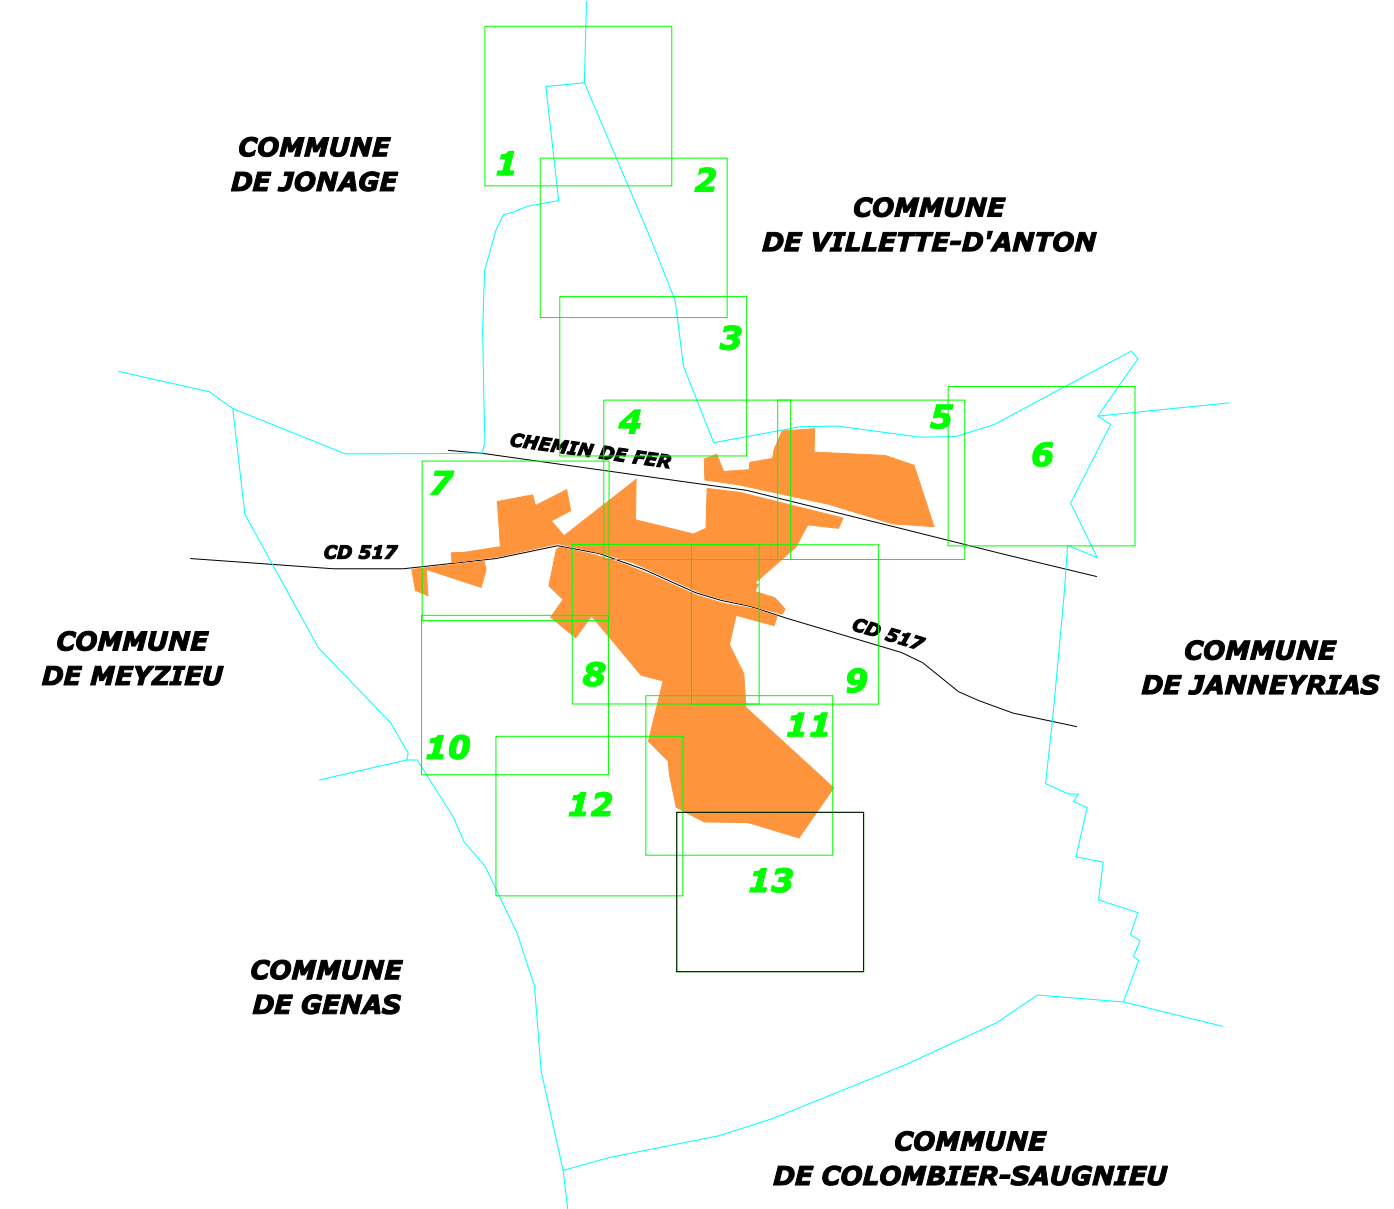 COMMUNE
DE JONAGE
1
2
COMMUNE
DE VILLETTE-D'ANTON
3
4
5
6
CHEMIN DE FER
7
CD 517
CD 517
COMMUNE
DE MEYZIEU
8
9
COMMUNE
DE JANNEYRIAS
10
11
12
13
COMMUNE
DE GENAS
COMMUNE
DE COLOMBIER-SAUGNIEU